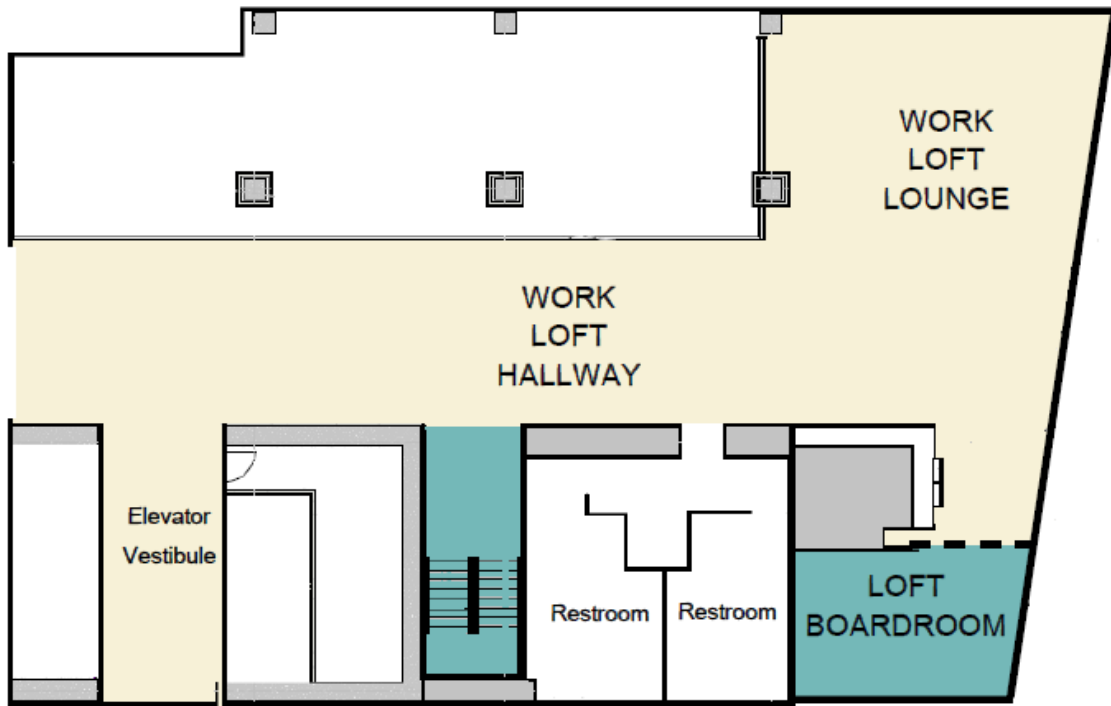 WORK
LOFT
LOUNGE
WORK
LOFT
HALLWAY
Elevator
Vestibule
Restroom
Restroom
LOFT
BOARDROOM